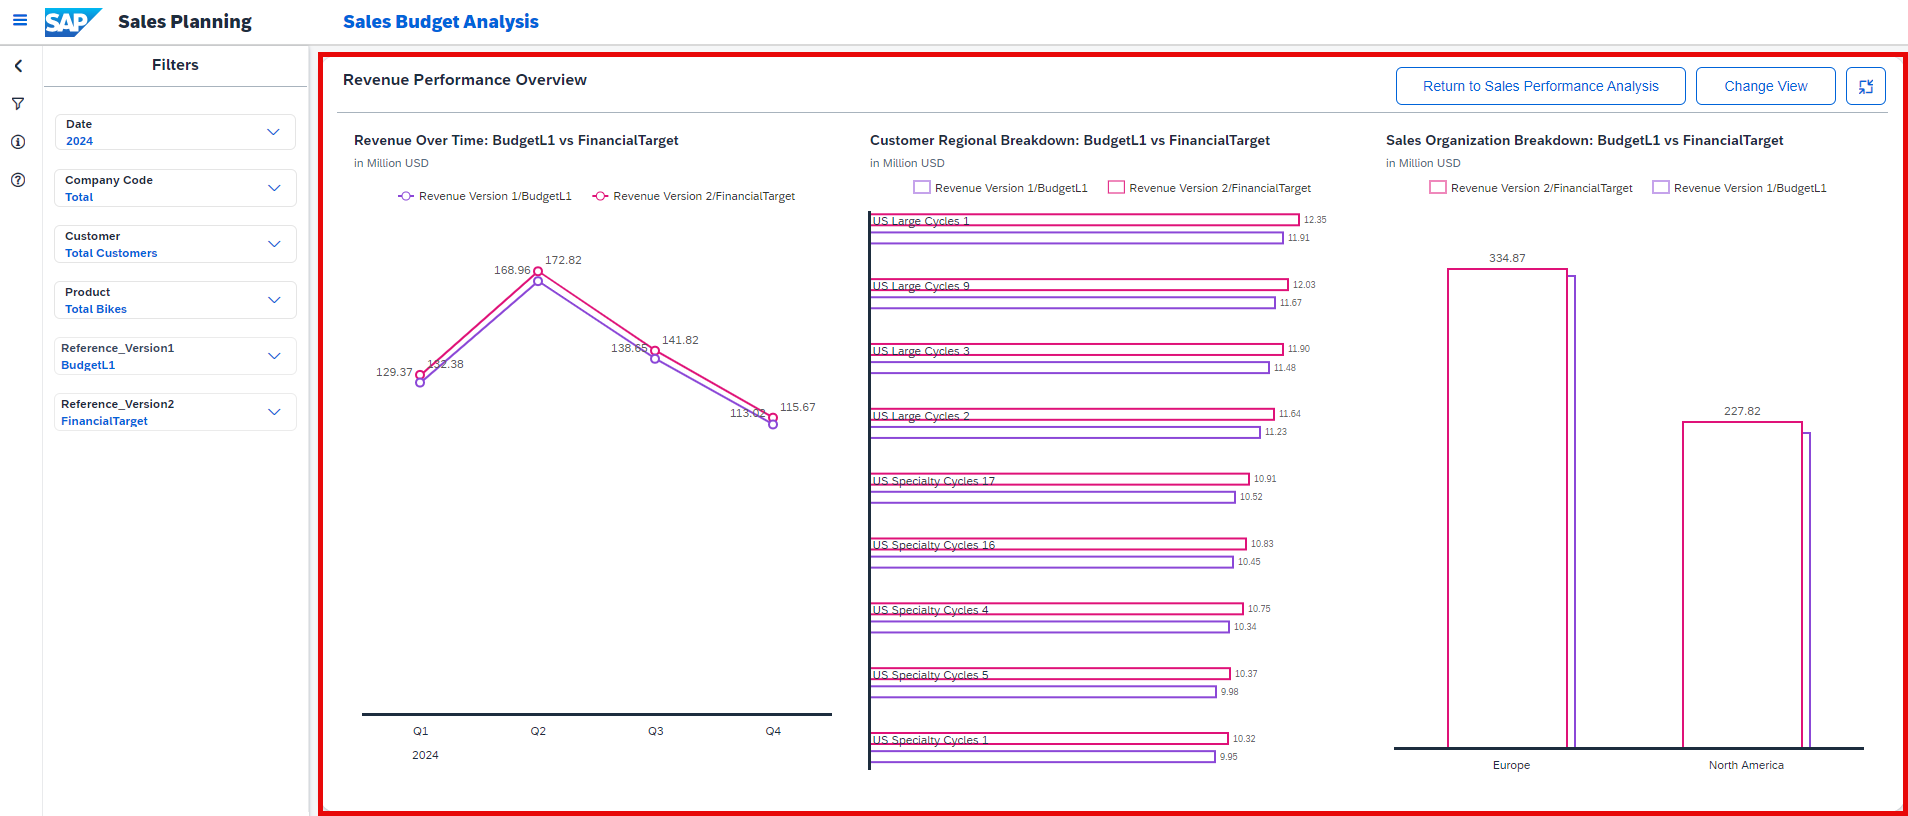 SAP Sales Planning
Sales Budget Analysis
Filters
Date
2024
Company Code
Total
Customer
Total Customers
Product
Total Bikes
Reference_Version1
BudgetL1
Reference_Version2
FinancialTarget
Revenue Performance Overview
Return to Sales Performance Analysis
Change View
Revenue Over Time: BudgetL1 vs FinancialTarget
in Million USD
Revenue Version 1/BudgetL1 Revenue Version 2/FinancialTarget
168.96 172.82
138.65 141.82
129.37 132.38
113.02 115.67
Q1 Q2 Q3 Q4
2024
Customer Regional Breakdown: BudgetL1 vs FinancialTarget
in Million USD
Revenue Version 1/BudgetL1 Revenue Version 2/FinancialTarget
US Large Cycles 1 12.35
11.91
US Large Cycles 9 12.03
11.67
US Large Cycles 3 11.90
11.48
US Large Cycles 2 11.64
11.23
US Specialty Cycles 17 10.91
10.52
US Specialty Cycles 16 10.83
10.45
US Specialty Cycles 4 10.75
10.34
US Specialty Cycles 5 10.37
9.98
US Specialty Cycles 1 10.32
9.95
Sales Organization Breakdown: BudgetL1 vs FinancialTarget
in Million USD
Revenue Version 2/FinancialTarget Revenue Version 1/BudgetL1
334.87
227.82
Europe North America